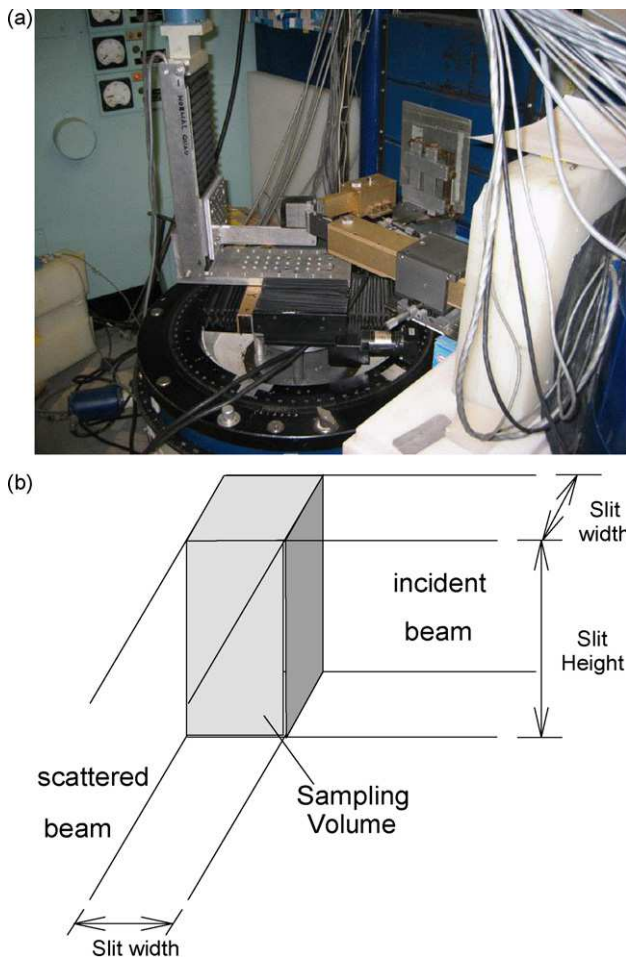 (a)
(b)
Slit
width
incident
beam
Slit
Height
scattered
beam
Sampling
Volume
Slit width